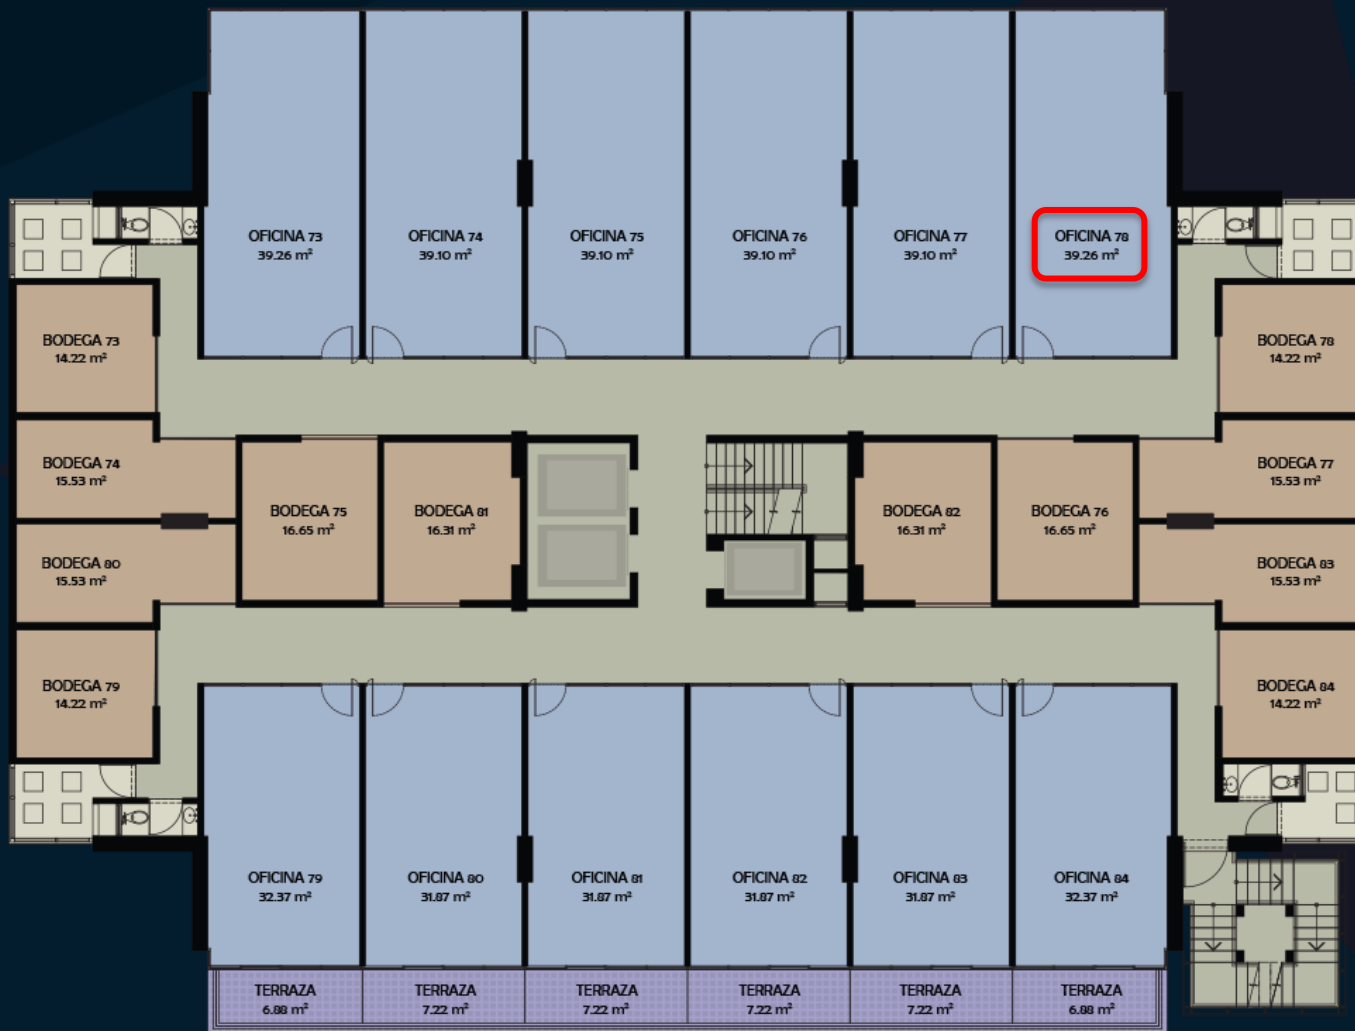 OFICINA 73
39.26 m²
OFICINA 74
39.10 m²
OFICINA 75
39.10 m²
OFICINA 76
39.10 m²
OFICINA 77
39.10 m²
OFICINA 78
39.26 m²
BODEGA 73
14.22 m²
BODEGA 78
14.22 m²
BODEGA 74
15.53 m²
BODEGA 77
15.53 m²
BODEGA 75
16.65 m²
BODEGA 81
16.31 m²
BODEGA 82
16.31 m²
BODEGA 76
16.65 m²
BODEGA 80
15.53 m²
BODEGA 83
15.53 m²
BODEGA 79
14.22 m²
BODEGA 84
14.22 m²
OFICINA 79
32.37 m²
OFICINA 80
31.87 m²
OFICINA 81
31.87 m²
OFICINA 82
31.87 m²
OFICINA 83
31.87 m²
OFICINA 84
32.37 m²
TERRAZA
6.88 m²
TERRAZA
7.22 m²
TERRAZA
7.22 m²
TERRAZA
7.22 m²
TERRAZA
7.22 m²
TERRAZA
6.88 m²